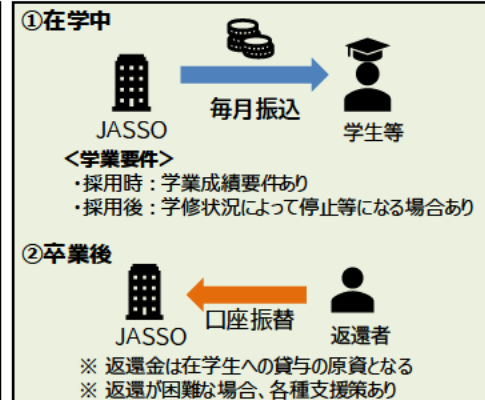 ①在学中
毎月振込
JASSO
学生等
＜学業要件＞
・採用時：学業成績要件あり
・採用後：学修状況によって停止等になる場合あり
②卒業後
口座振替
JASSO
返還者
※ 返還金は在学生への貸与の原資となる
※ 返還が困難な場合、各種支援策あり